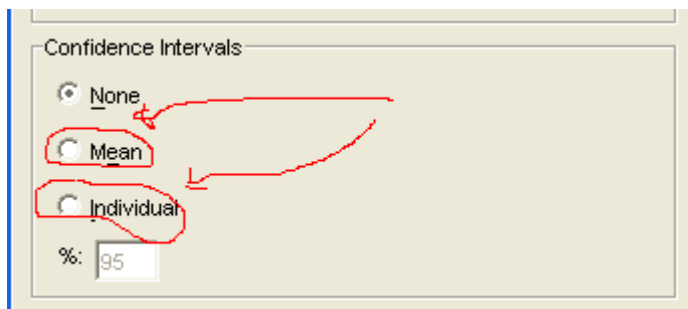 Confidence Intervals
None
Mean
Individual
%: 95